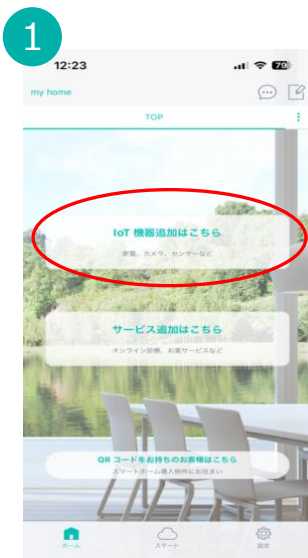 1
12:23
79
my home
TOP
IoT 機器追加はこちら
家電、カメラ、センサーなど
サービス追加はこちら
オンライン診療、お薬サービスなど
QR コードをお持ちのお客様はこちら
スマートホーム導入物件にお住まい
ホーム
スマート
設定